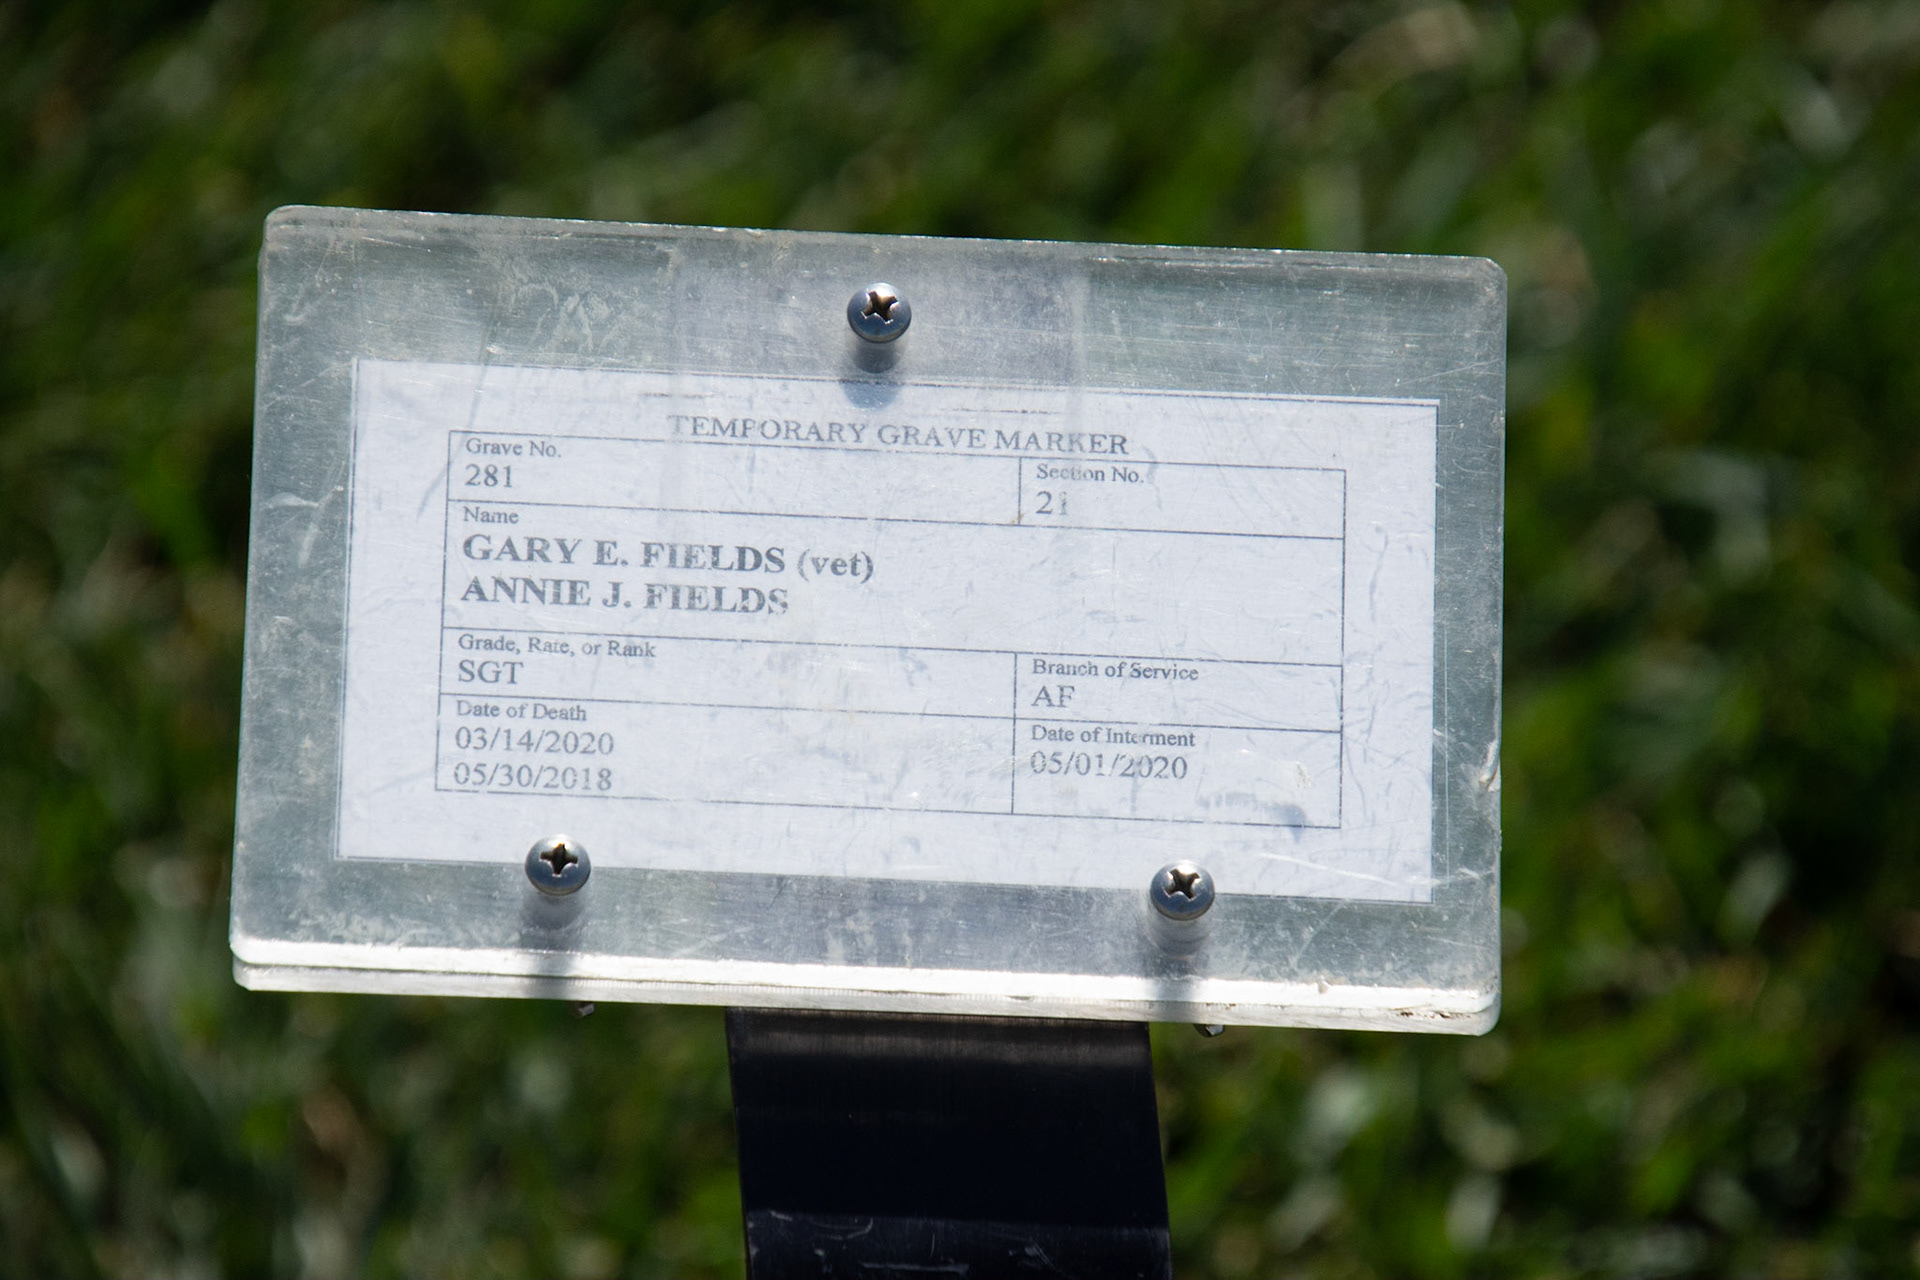 TEMPORARY GRAVE MARKER
Grave No.
281
Section No.
21
Name
GARY E. FIELDS (vet)
ANNIE J. FIELDS
Grade, Rate, or Rank
SGT
Branch of Service
AF
Date of Death
03/14/2020
05/30/2018
Date of Interment
05/01/2020